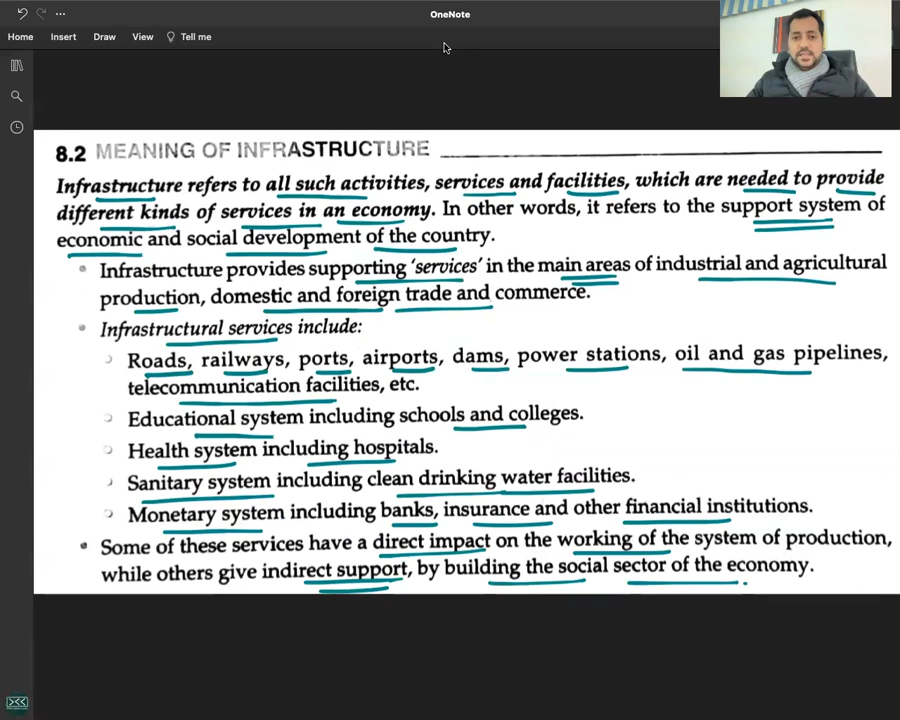 OneNote
Home Insert Draw View Tell me
8.2 MEANING OF INFRASTRUCTURE
Infrastructure refers to all such activities, services and facilities, which are needed to provide
different kinds of services in an economy. In other words, it refers to the support system of
economic and social development of the country.
Infrastructure provides supporting 'services' in the main areas of industrial and agricultural
production, domestic and foreign trade and commerce.
Infrastructural services include:
Roads, railways, ports, airports, dams, power stations, oil and gas pipelines,
telecommunication facilities, etc.
Educational system including schools and colleges.
Health system including hospitals.
Sanitary system including clean drinking water facilities.
Monetary system including banks, insurance and other financial institutions.
Some of these services have a direct impact on the working of the system of production,
while others give indirect support, by building the social sector of the economy.